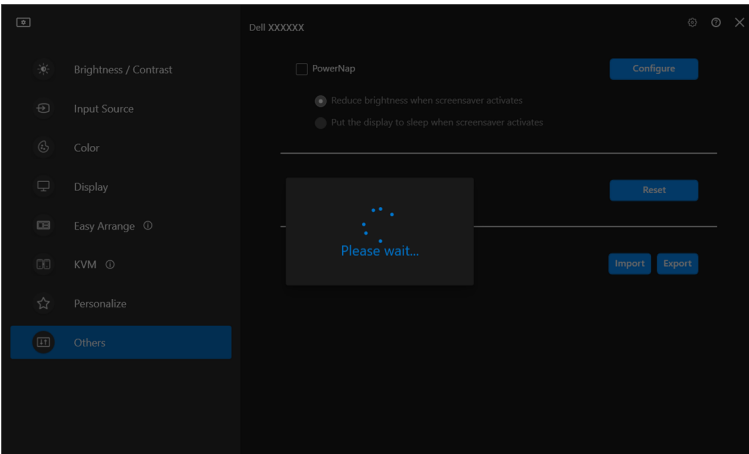 Dell XXXXXX
Brightness / Contrast
Input Source
Color
Display
Easy Arrange
KVM
Personalize
Others
PowerNap
Configure
Reduce brightness when screensaver activates
Put the display to sleep when screensaver activates
Reset
Please wait...
Import
Export